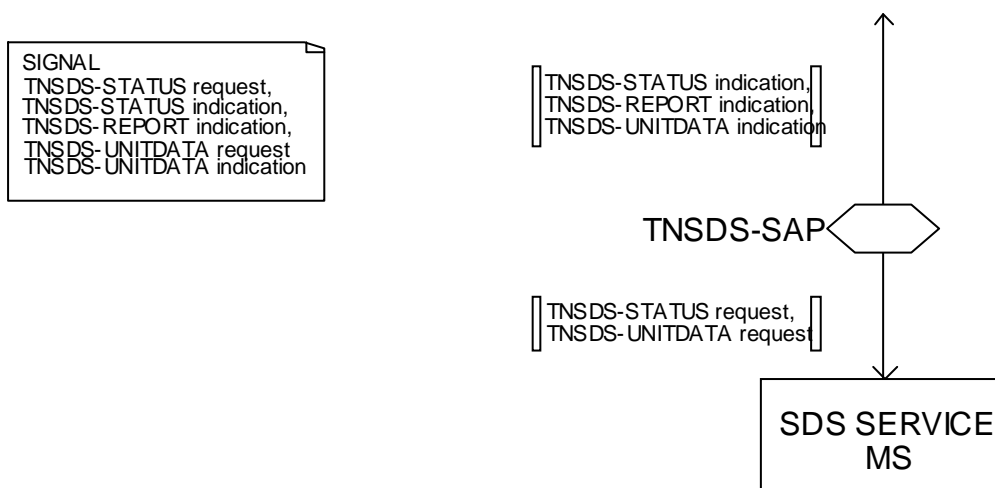 SIGNAL
TNSDS-STATUS request,
TNSDS-STATUS indication,
TNSDS-REPORT indication,
TNSDS-UNITDATA request
TNSDS-UNITDATA indication
TNSDS-STATUS indication,
TNSDS-REPORT indication,
TNSDS-UNITDATA indication
TNSDS-SAP
TNSDS-STATUS request,
TNSDS-UNITDATA request
SDS SERVICE
MS